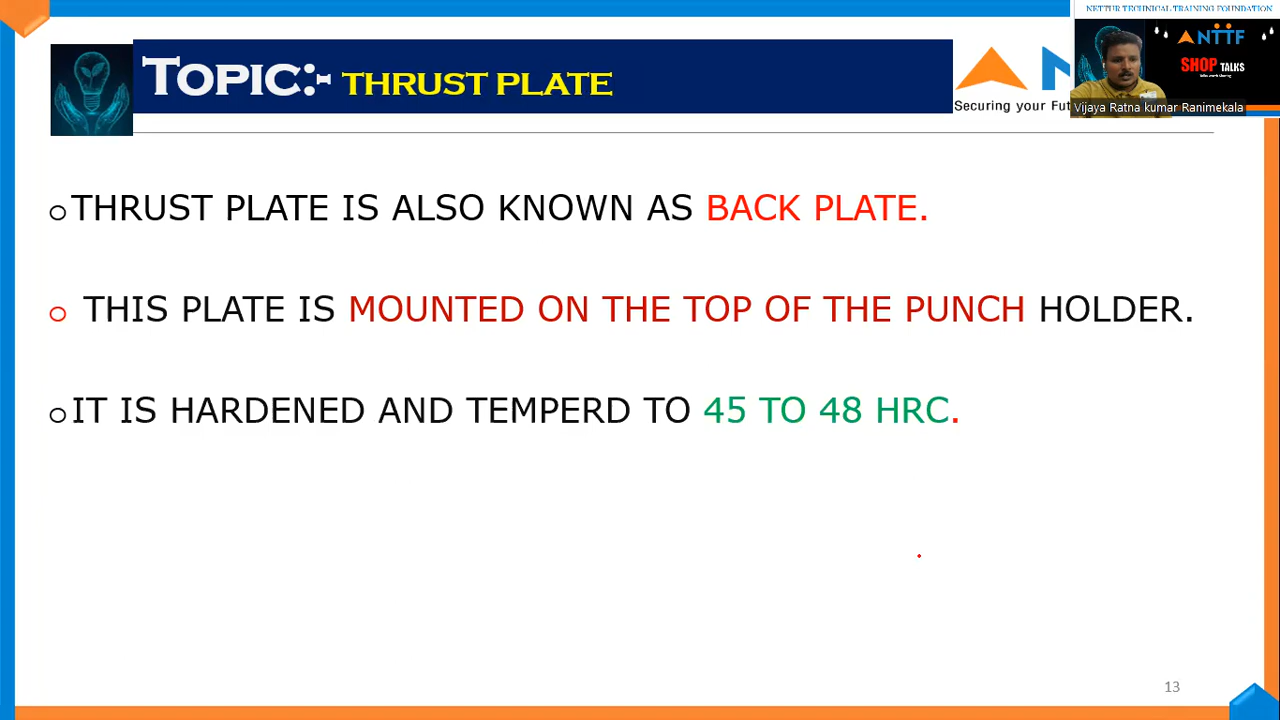 NETTUR TECHNICAL TRAINING FOUNDATION
TOPIC:- THRUST PLATE
N
Securing your Fu
NTTF
SHOP TALKS
Vijaya Ratna kumar Ranimekala
THRUST PLATE IS ALSO KNOWN AS BACK PLATE.
THIS PLATE IS MOUNTED ON THE TOP OF THE PUNCH HOLDER.
IT IS HARDENED AND TEMPERD TO 45 TO 48 HRC.
13